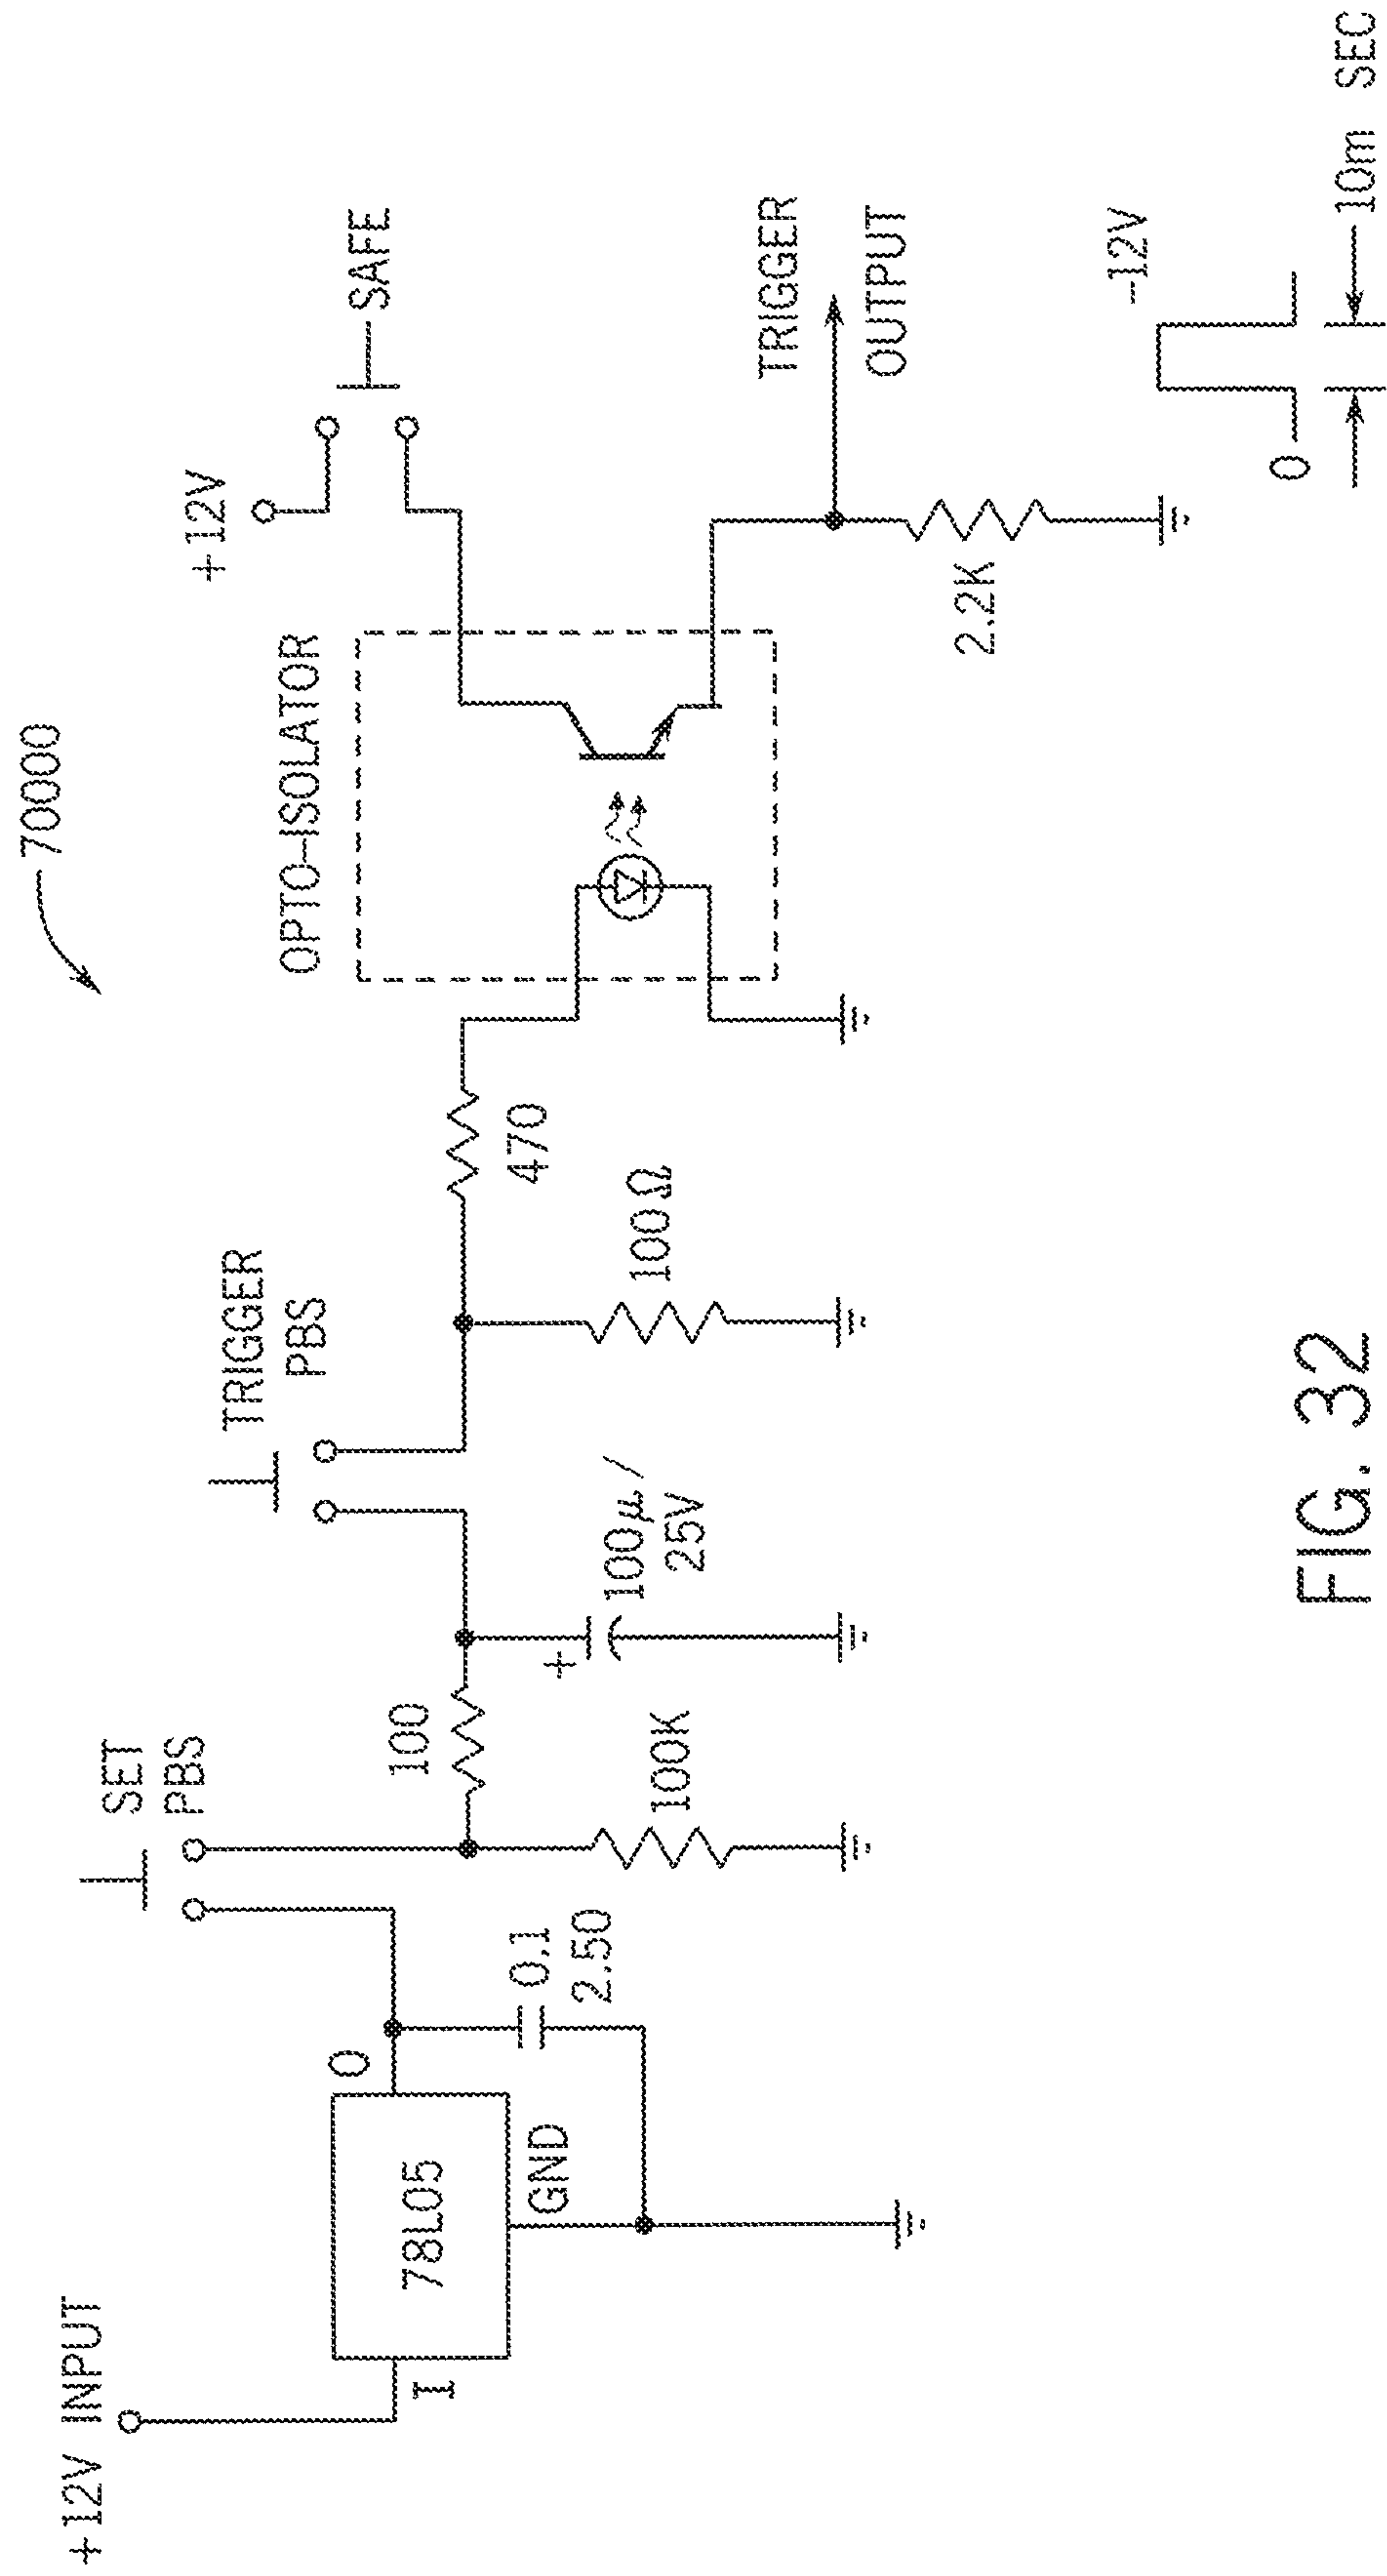 70000
+12V INPUT
I
78L05
GND
O
0.1
2.50
SET
PBS
100
100K
+
100μ/
25V
TRIGGER
PBS
100Ω
470
OPTO-ISOLATOR
+12V
SAFE
TRIGGER
OUTPUT
2.2K
-12V
0
10m SEC
FIG. 32